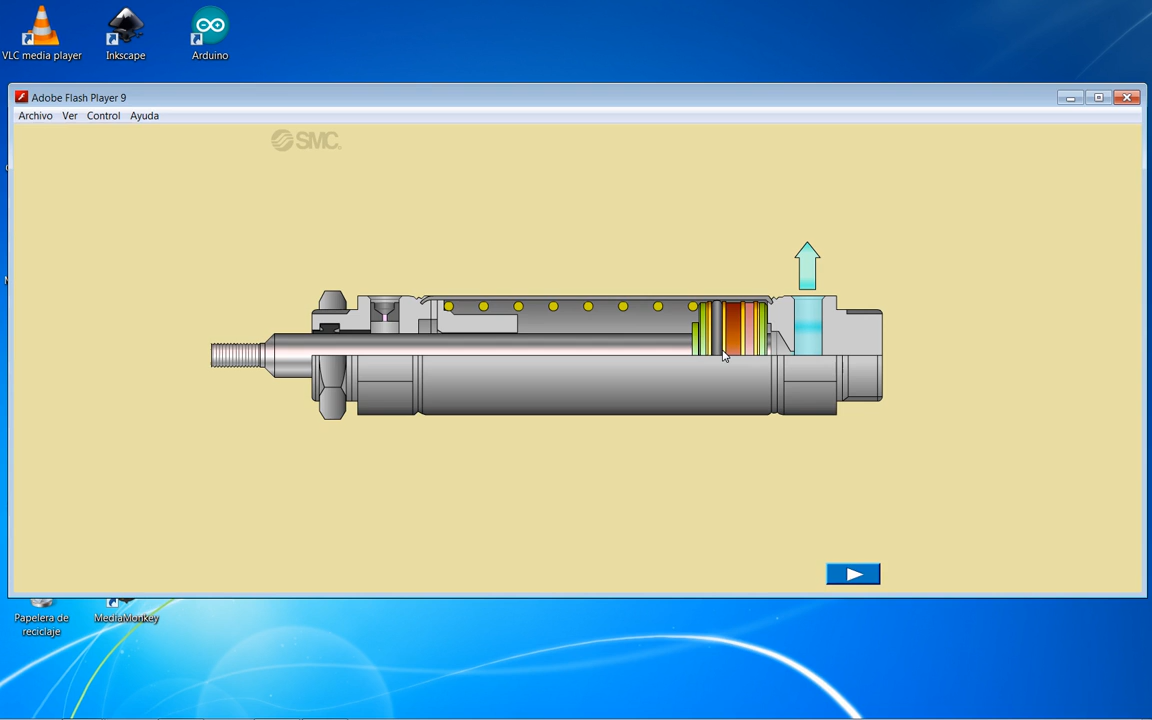 VLC media player
Inkscape
Arduino
Adobe Flash Player 9
Archivo Ver Control Ayuda
SMC.
Papelera de
reciclaje
MediaMonkey